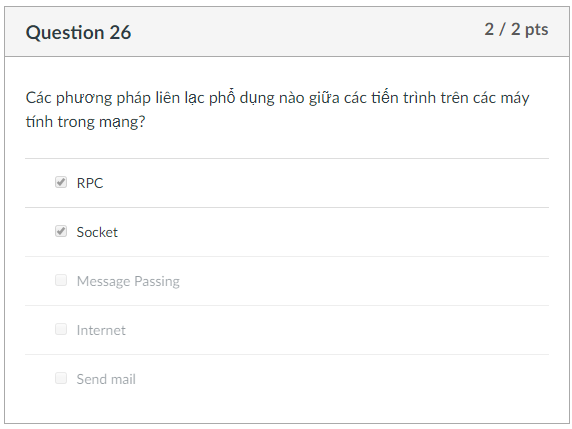 Question 26
2 / 2 pts
Các phương pháp liên lạc phổ dụng nào giữa các tiến trình trên các máy
tính trong mạng?
RPC
Socket
Message Passing
Internet
Send mail